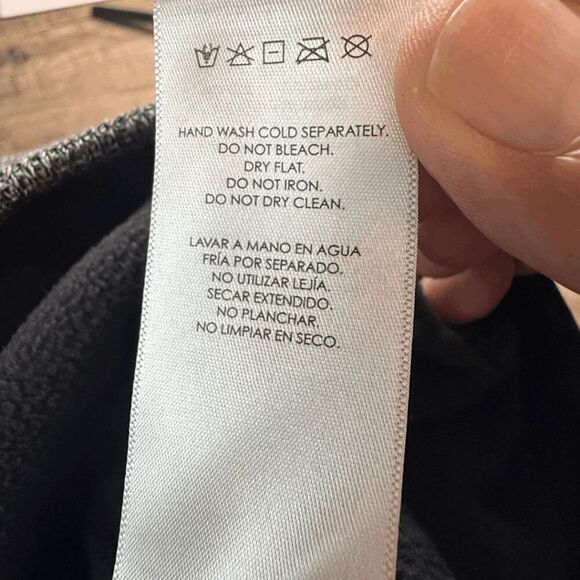 HAND WASH COLD SEPARATELY.
DO NOT BLEACH.
DRY FLAT.
DO NOT IRON.
DO NOT DRY CLEAN.
LAVAR A MANO EN AGUA
FRÍA POR SEPARADO.
NO UTILIZAR LEJÍA.
SECAR EXTENDIDO.
NO PLANCHAR.
NO LIMPIAR EN SECO.